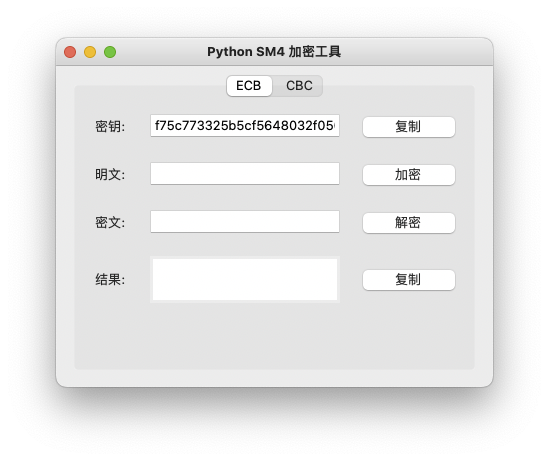 Python SM4 加密工具
ECB CBC
密钥: f75c773325b5cf5648032f05 复制
明文: 加密
密文: 解密
结果: 复制